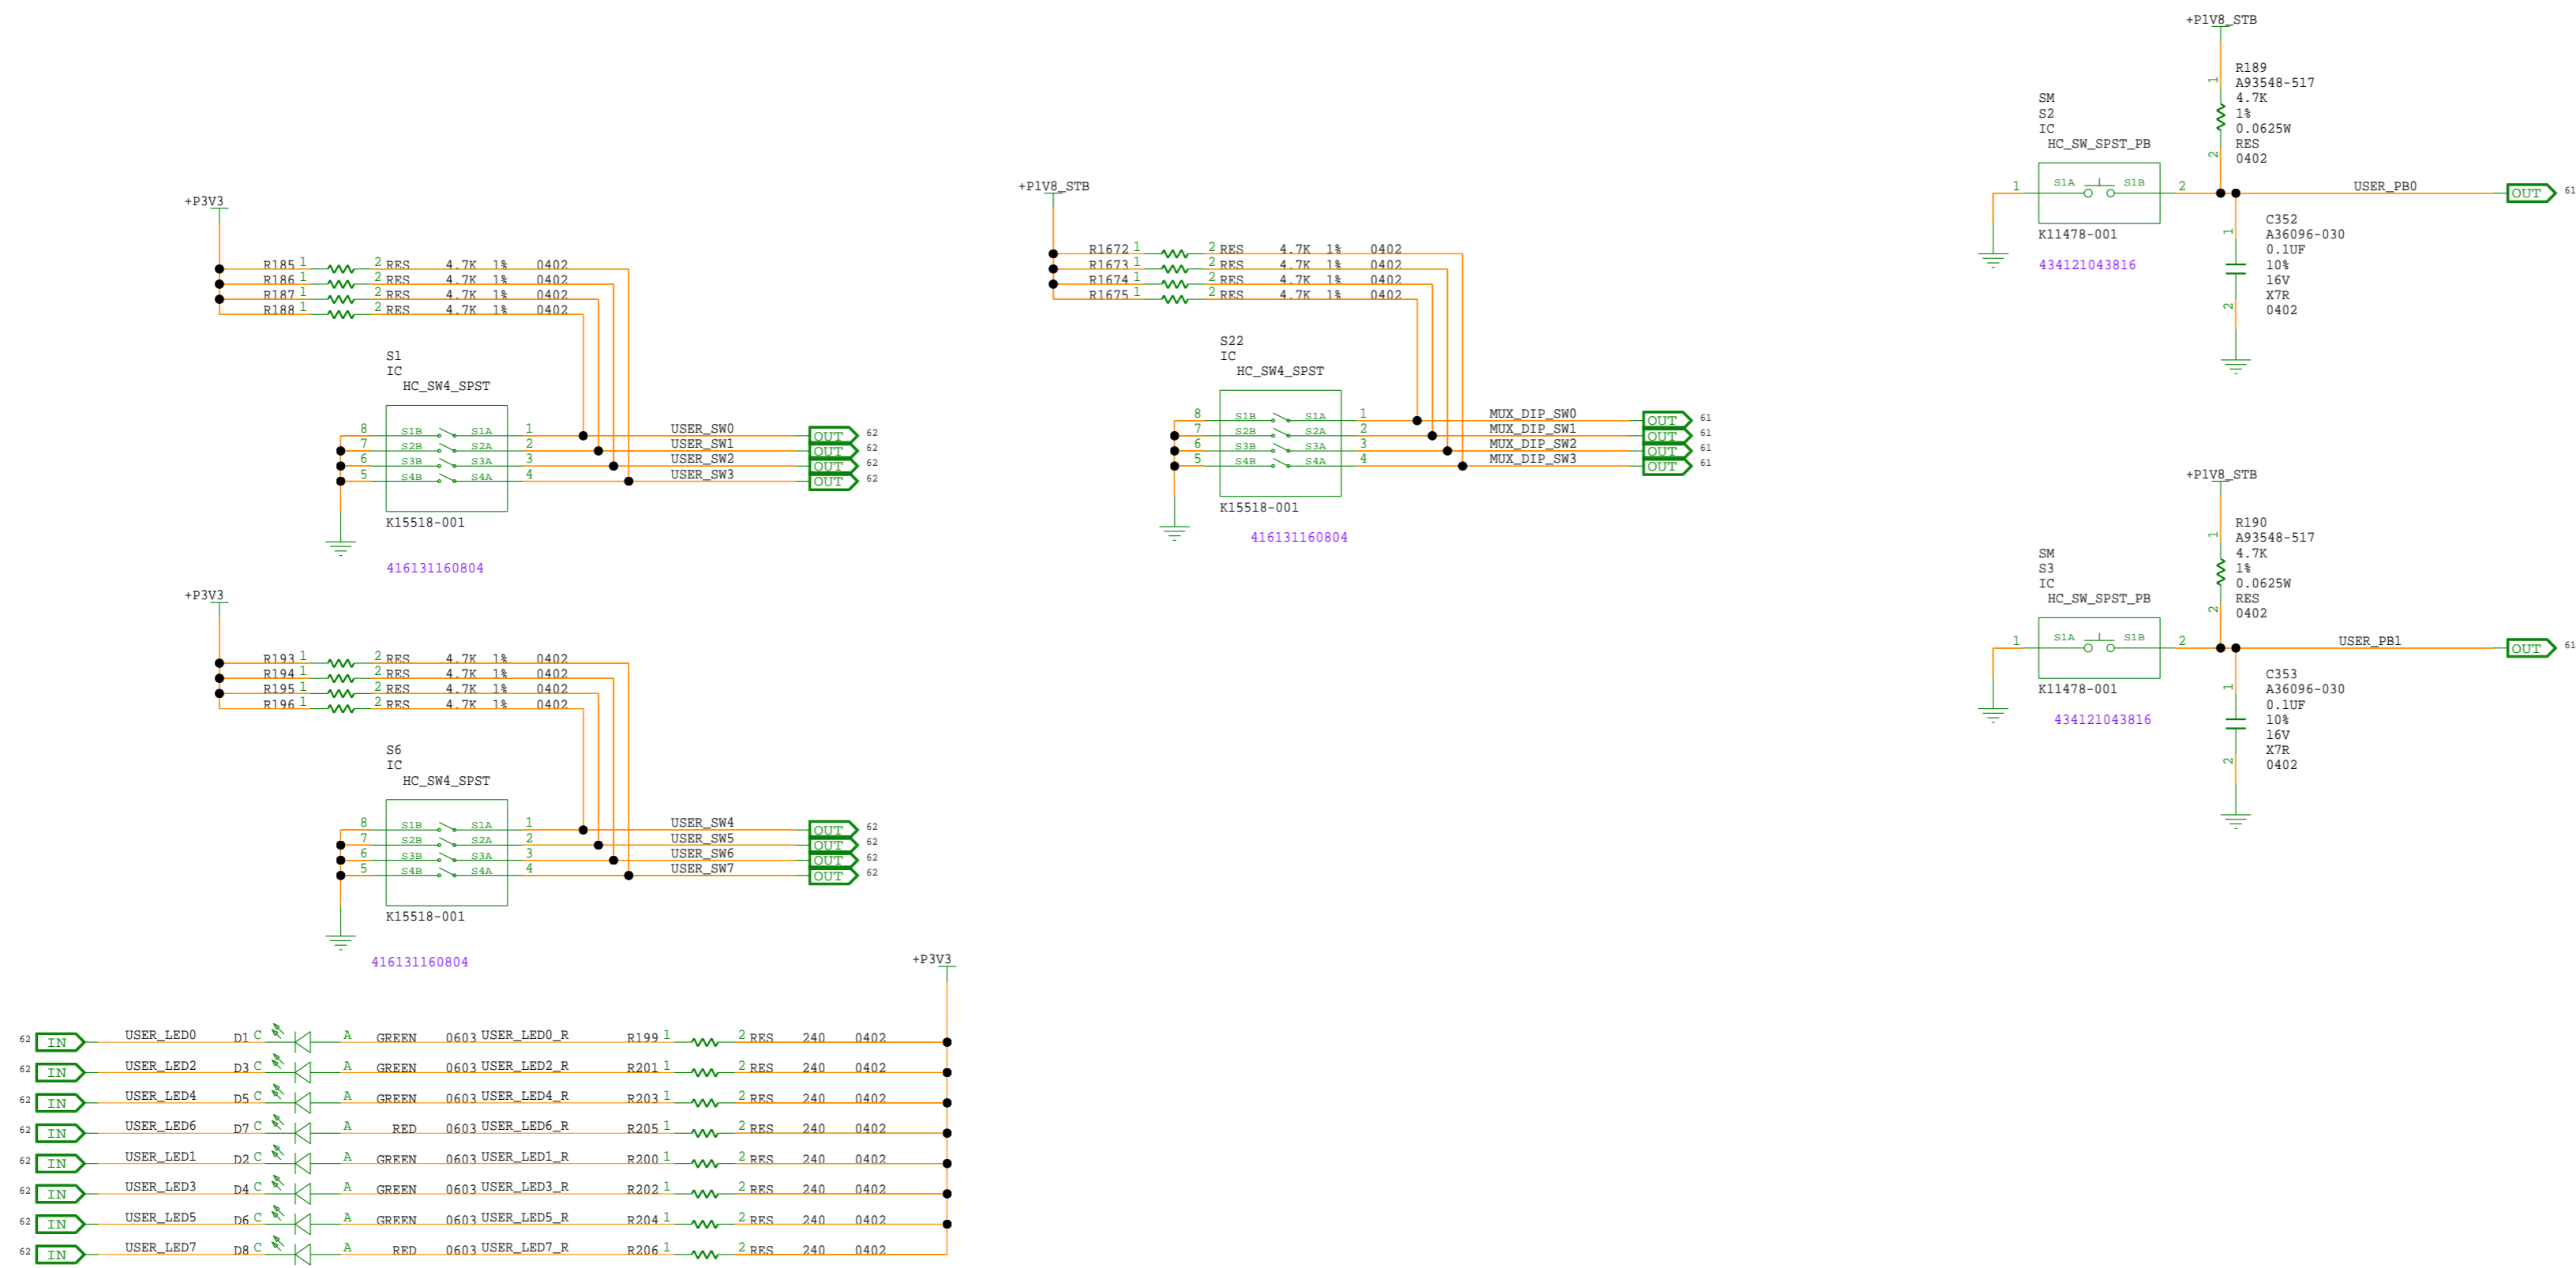 +P3V3
R185 1 2 RES 4.7K 1% 0402
R186 1 2 RES 4.7K 1% 0402
R187 1 2 RES 4.7K 1% 0402
R188 1 2 RES 4.7K 1% 0402
S1
IC
HC_SW4_SPST
8 S1B S1A 1 USER_SW0 OUT 62
7 S2B S2A 2 USER_SW1 OUT 62
6 S3B S3A 3 USER_SW2 OUT 62
5 S4B S4A 4 USER_SW3 OUT 62
K15518-001
416131160804
+P3V3
R193 1 2 RES 4.7K 1% 0402
R194 1 2 RES 4.7K 1% 0402
R195 1 2 RES 4.7K 1% 0402
R196 1 2 RES 4.7K 1% 0402
S6
IC
HC_SW4_SPST
8 S1B S1A 1 USER_SW4 OUT 62
7 S2B S2A 2 USER_SW5 OUT 62
6 S3B S3A 3 USER_SW6 OUT 62
5 S4B S4A 4 USER_SW7 OUT 62
K15518-001
416131160804
+P3V3
62 IN USER_LED0 D1 C A GREEN 0603 USER_LED0_R R199 1 2 RES 240 0402
62 IN USER_LED2 D3 C A GREEN 0603 USER_LED2_R R201 1 2 RES 240 0402
62 IN USER_LED4 D5 C A GREEN 0603 USER_LED4_R R203 1 2 RES 240 0402
62 IN USER_LED6 D7 C A RED 0603 USER_LED6_R R205 1 2 RES 240 0402
62 IN USER_LED1 D2 C A GREEN 0603 USER_LED1_R R200 1 2 RES 240 0402
62 IN USER_LED3 D4 C A GREEN 0603 USER_LED3_R R202 1 2 RES 240 0402
62 IN USER_LED5 D6 C A GREEN 0603 USER_LED5_R R204 1 2 RES 240 0402
62 IN USER_LED7 D8 C A RED 0603 USER_LED7_R R206 1 2 RES 240 0402
+P1V8_STB
R1672 1 2 RES 4.7K 1% 0402
R1673 1 2 RES 4.7K 1% 0402
R1674 1 2 RES 4.7K 1% 0402
R1675 1 2 RES 4.7K 1% 0402
S22
IC
HC_SW4_SPST
8 S1B S1A 1 MUX_DIP_SW0 OUT 61
7 S2B S2A 2 MUX_DIP_SW1 OUT 61
6 S3B S3A 3 MUX_DIP_SW2 OUT 61
5 S4B S4A 4 MUX_DIP_SW3 OUT 61
K15518-001
416131160804
+P1V8_STB
1
R189
A93548-517
4.7K
1%
0.0625W
RES
0402
2
SM
S2
IC
HC_SW_SPST_PB
1 S1A S1B 2 USER_PB0 OUT 61
K11478-001
434121043816
1
C352
A36096-030
0.1UF
10%
16V
X7R
0402
2
+P1V8_STB
1
R190
A93548-517
4.7K
1%
0.0625W
RES
0402
2
SM
S3
IC
HC_SW_SPST_PB
1 S1A S1B 2 USER_PB1 OUT 61
K11478-001
434121043816
1
C353
A36096-030
0.1UF
10%
16V
X7R
0402
2